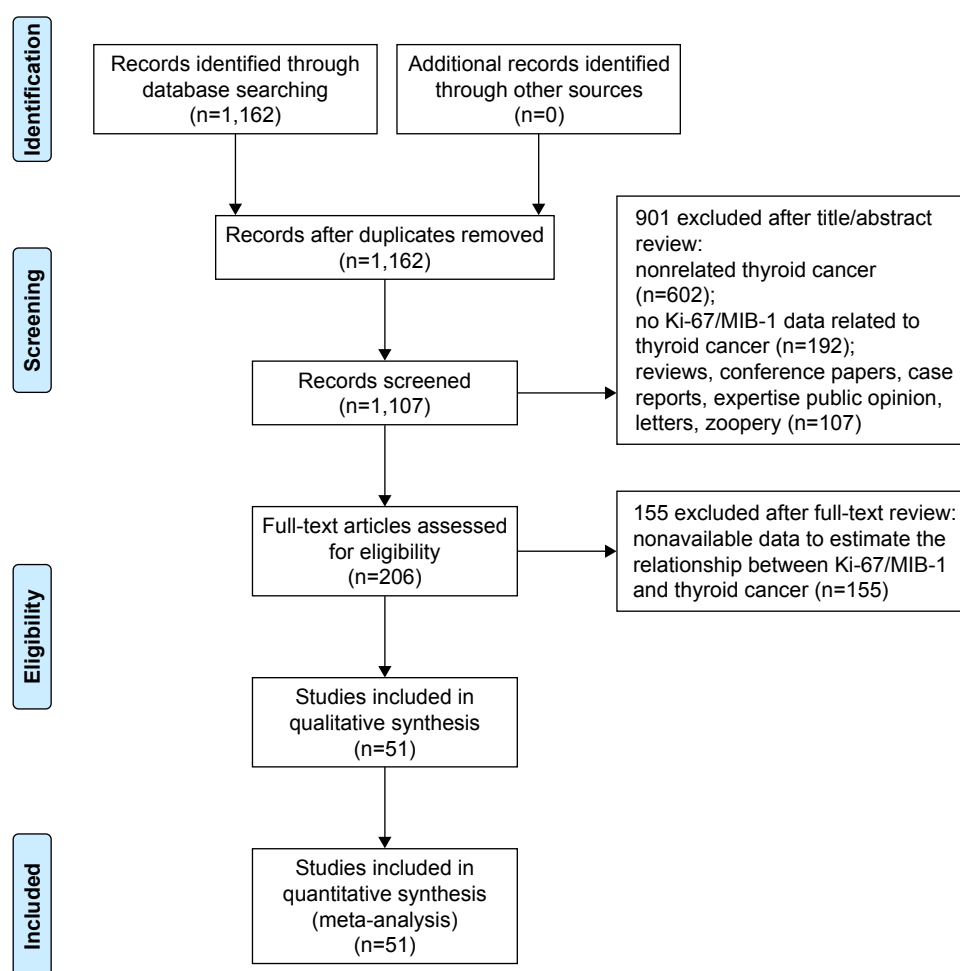 Identification
Records identified through
database searching
(n=1,162)
Additional records identified
through other sources
(n=0)
Records after duplicates removed
(n=1,162)
Screening
901 excluded after title/abstract
review:
nonrelated thyroid cancer
(n=602);
no Ki-67/MIB-1 data related to
thyroid cancer (n=192);
reviews, conference papers, case
reports, expertise public opinion,
letters, zoopery (n=107)
Records screened
(n=1,107)
Full-text articles assessed
for eligibility
(n=206)
155 excluded after full-text review:
nonavailable data to estimate the
relationship between Ki-67/MIB-1
and thyroid cancer (n=155)
Eligibility
Studies included in
qualitative synthesis
(n=51)
Included
Studies included in
quantitative synthesis
(meta-analysis)
(n=51)